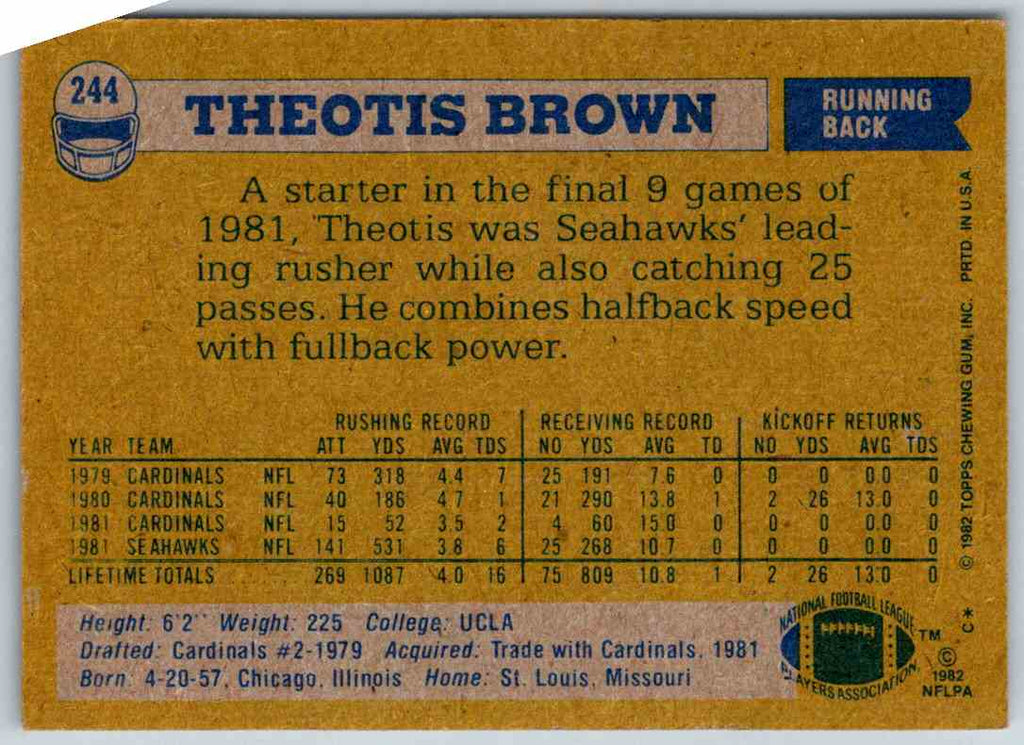 244
THEOTIS BROWN
RUNNING
BACK
A starter in the final 9 games of
1981, Theotis was Seahawks' lead-
ing rusher while also catching 25
passes. He combines halfback speed
with fullback power.
RUSHING RECORD RECEIVING RECORD KICKOFF RETURNS
YEAR TEAM ATT YDS AVG TDS NO YDS AVG TD NO YDS AVG TDS
1979 CARDINALS NFL 73 318 4.4 7 25 191 7.6 0 0 0 0.0 0
1980 CARDINALS NFL 40 186 4.7 1 21 290 13.8 1 2 26 13.0 0
1981 CARDINALS NFL 15 52 3.5 2 4 60 15.0 0 0 0 0.0 0
1981 SEAHAWKS NFL 141 531 3.8 6 25 268 10.7 0 0 0 0.0 0
LIFETIME TOTALS 269 1087 4.0 16 75 809 10.8 1 2 26 13.0 0
Height: 6'2" Weight: 225 College: UCLA
Drafted: Cardinals #2-1979 Acquired: Trade with Cardinals, 1981
Born: 4-20-57, Chicago, Illinois Home: St. Louis, Missouri
NATIONAL FOOTBALL LEAGUE
PLAYERS ASSOCIATION
TM
©
1982
NFLPA
© 1982 TOPPS CHEWING GUM, INC. PRTD. IN U.S.A.
C*